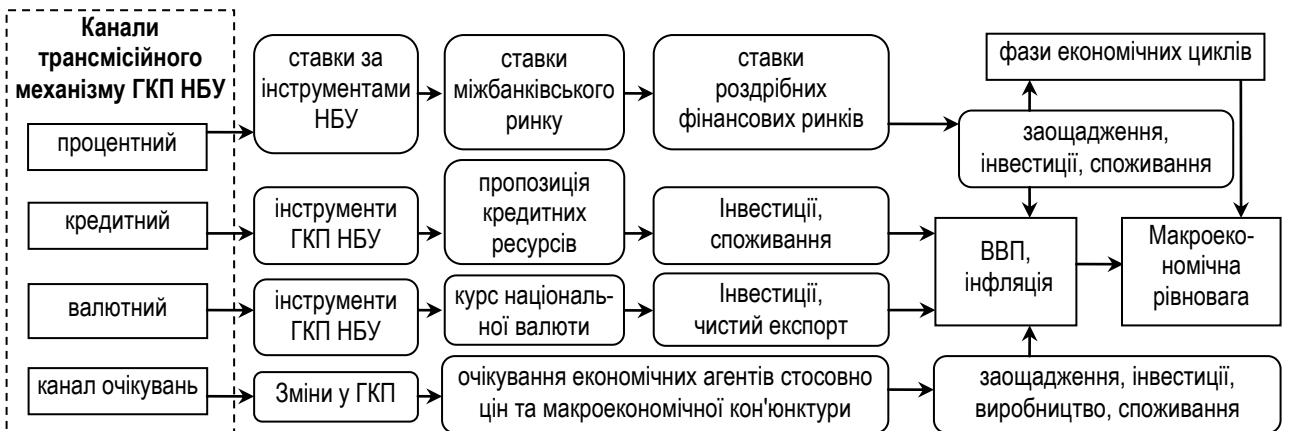 Канали
трансмісійного
механізму ГКП НБУ
процентний
ставки за
інструментами
НБУ
ставки
міжбанківського
ринку
ставки
роздрібних
фінансових ринків
фази економічних циклів
заощадження,
інвестиції, споживання
кредитний
інструменти
ГКП НБУ
пропозиція
кредитних
ресурсів
Інвестиції,
споживання
ВВП,
інфляція
Макроеко-
номічна
рівновага
валютний
інструменти
ГКП НБУ
курс національ-
ної валюти
Інвестиції,
чистий експорт
канал очікувань
Зміни у ГКП
очікування економічних агентів стосовно
цін та макроекономічної кон'юнктури
заощадження, інвестиції,
виробництво, споживання